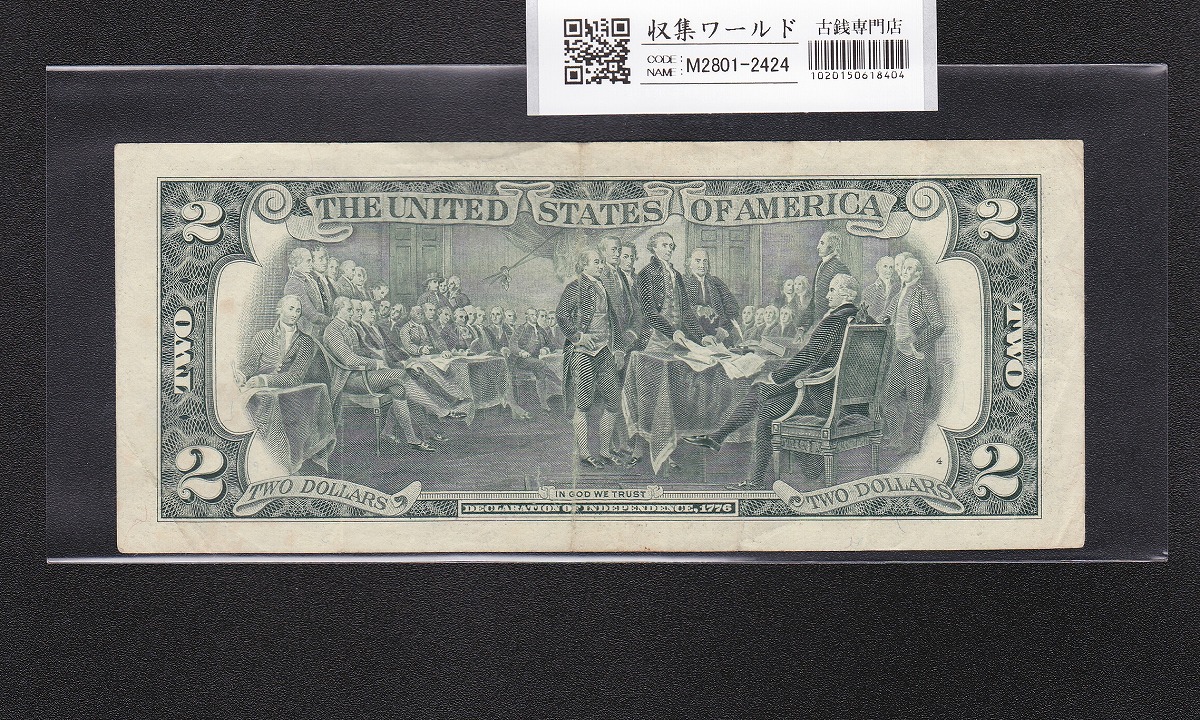 収集ワールド
古銭専門店
CODE:
NAME: M2801-2424
1020150618404
THE UNITED STATES OF AMERICA
2
2
TWO
TWO
4
2
2
TWO DOLLARS
IN GOD WE TRUST
TWO DOLLARS
DECLARATION OF INDEPENDENCE, 1776